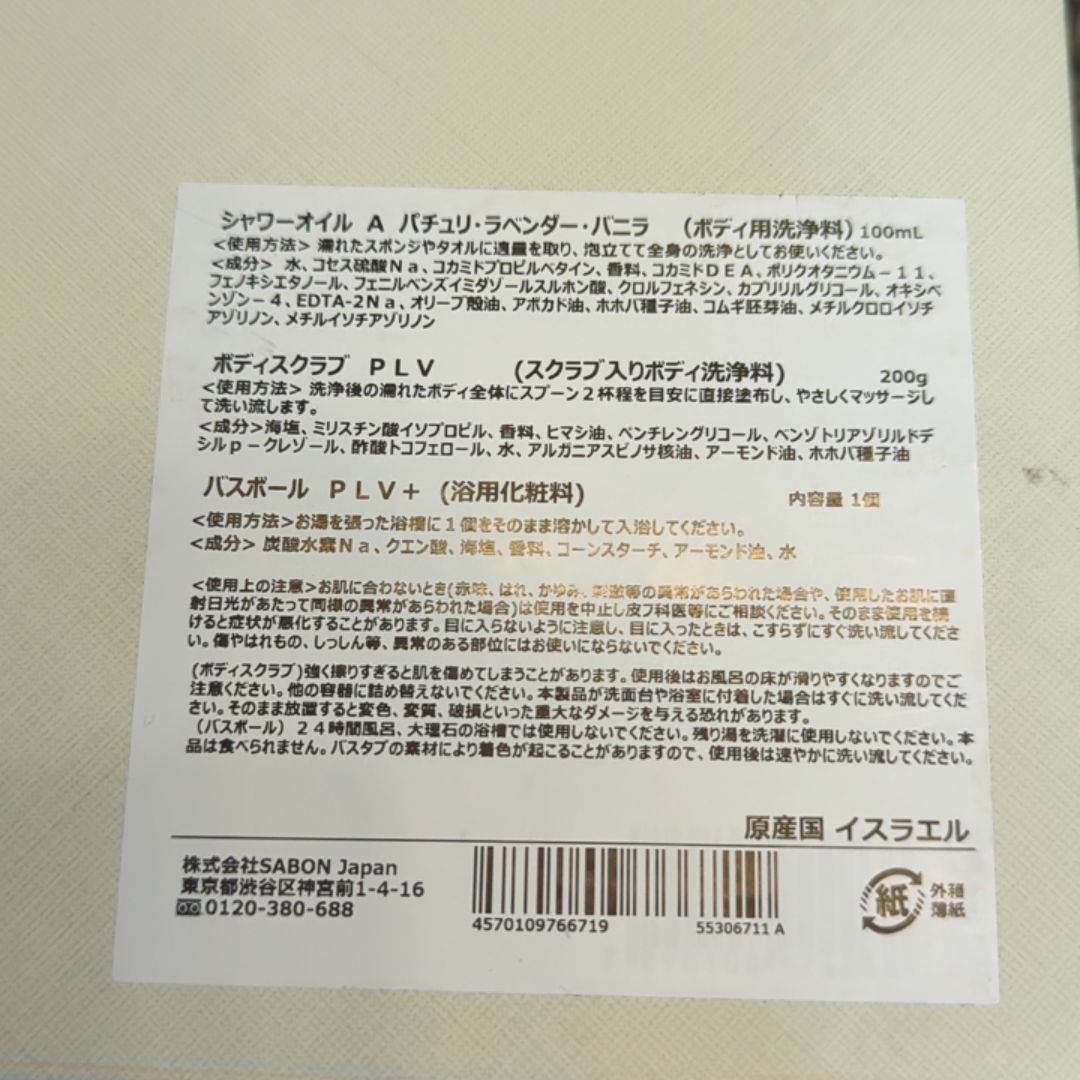 シャワーオイル A パチュリ・ラベンダー・バニラ (ボディ用洗浄料) 100mL
<使用方法> 濡れたスポンジやタオルに適量を取り、泡立てて全身の洗浄としてお使いください。
<成分> 水、コセス硫酸Na、コカミドプロピルベタイン、香料、コカミドDEA、ポリクオタニウム-11、
フェノキシエタノール、フェニルベンズイミダゾールスルホン酸、クロルフェネシン、カプリリルグリコール、オキシベ
ンゾン-4、EDTA-2Na、オリーブ殻油、アボカド油、ホホバ種子油、コムギ胚芽油、メチルクロロイソチ
アゾリノン、メチルイソチアゾリノン
ボディスクラブ PLV (スクラブ入りボディ洗浄料) 200g
<使用方法> 洗浄後の濡れたボディ全体にスプーン2杯程を目安に直接塗布し、やさしくマッサージし
て洗い流します。
<成分>海塩、ミリスチン酸イソプロピル、香料、ヒマシ油、ペンチレングリコール、ベンゾトリアゾリルドデ
シルp-クレゾール、酢酸トコフェロール、水、アルガニアスピノサ核油、アーモンド油、ホホバ種子油
バスボール PLV+ (浴用化粧料) 内容量 1個
<使用方法>お湯を張った浴槽に1個をそのまま溶かして入浴してください。
<成分> 炭酸水素Na、クエン酸、海塩、香料、コーンスターチ、アーモンド油、水
<使用上の注意>お肌に合わないとき(赤味、はれ、かゆみ、刺激等の異常があらわれた場合や、使用したお肌に直
射日光があたって同様の異常があらわれた場合)は使用を中止し皮フ科医等にご相談ください。そのまま使用を続
けると症状が悪化することがあります。目に入らないように注意し、目に入ったときは、こすらずにすぐ洗い流してくださ
い。傷やはれもの、しっしん等、異常のある部位にはお使いにならないでください。
(ボディスクラブ)強く擦りすぎると肌を傷めてしまうことがあります。使用後はお風呂の床が滑りやすくなりますのでご
注意ください。他の容器に詰め替えないでください。本製品が洗面台や浴室に付着した場合はすぐに洗い流してくだ
さい。そのまま放置すると変色、変質、破損といった重大なダメージを与える恐れがあります。
(バスボール) 24時間風呂、大理石の浴槽では使用しないでください。残り湯を洗濯に使用しないでください。本
品は食べられません。バスタブの素材により着色が起こることがありますので、使用後は速やかに洗い流してください。
原産国 イスラエル
株式会社SABON Japan
東京都渋谷区神宮前1-4-16
0120-380-688
4570109766719 55306711 A
紙
外箱
薄紙